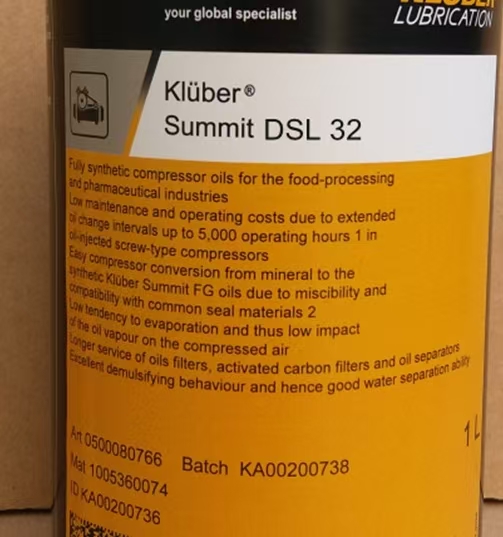 your global specialist
KLÜBER
LUBRICATION
Klüber®
Summit DSL 32
Fully synthetic compressor oils for the food-processing
and pharmaceutical industries
Low maintenance and operating costs due to extended
oil change intervals up to 5,000 operating hours 1 in
oil-injected screw-type compressors
Easy compressor conversion from mineral to the
synthetic Klüber Summit FG oils due to miscibility and
compatibility with common seal materials 2
Low tendency to evaporation and thus low impact
of the oil vapour on the compressed air
Longer service of oils filters, activated carbon filters and oil separators
Excellent demulsifying behaviour and hence good water separation ability
1 L
Art 0500080766 Batch KA00200738
Mat 1005360074
ID KA00200736